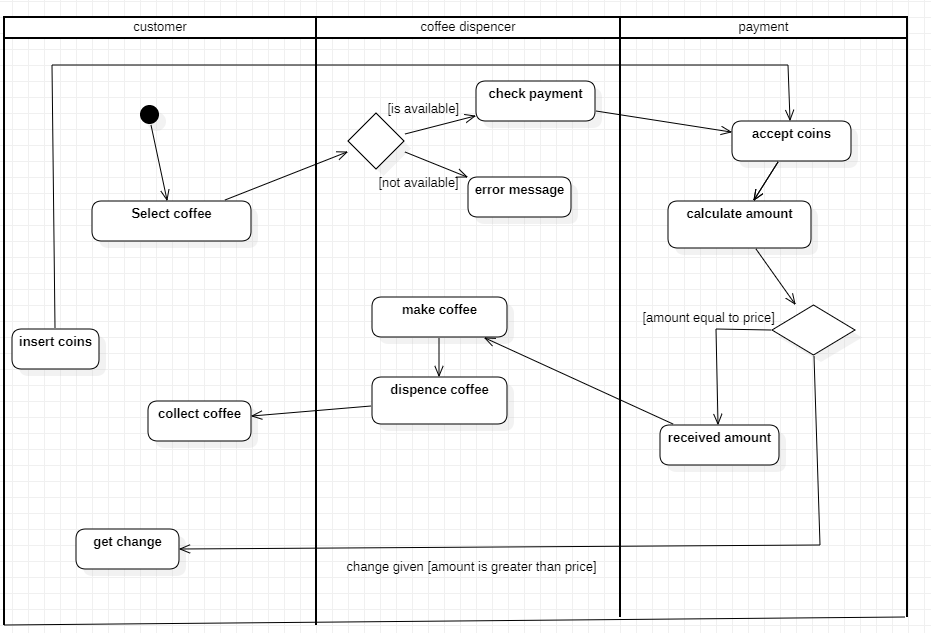 customer
coffee dispencer
payment
check payment
[is available]
accept coins
[not available]
error message
Select coffee
calculate amount
make coffee
[amount equal to price]
insert coins
dispence coffee
collect coffee
received amount
get change
change given [amount is greater than price]